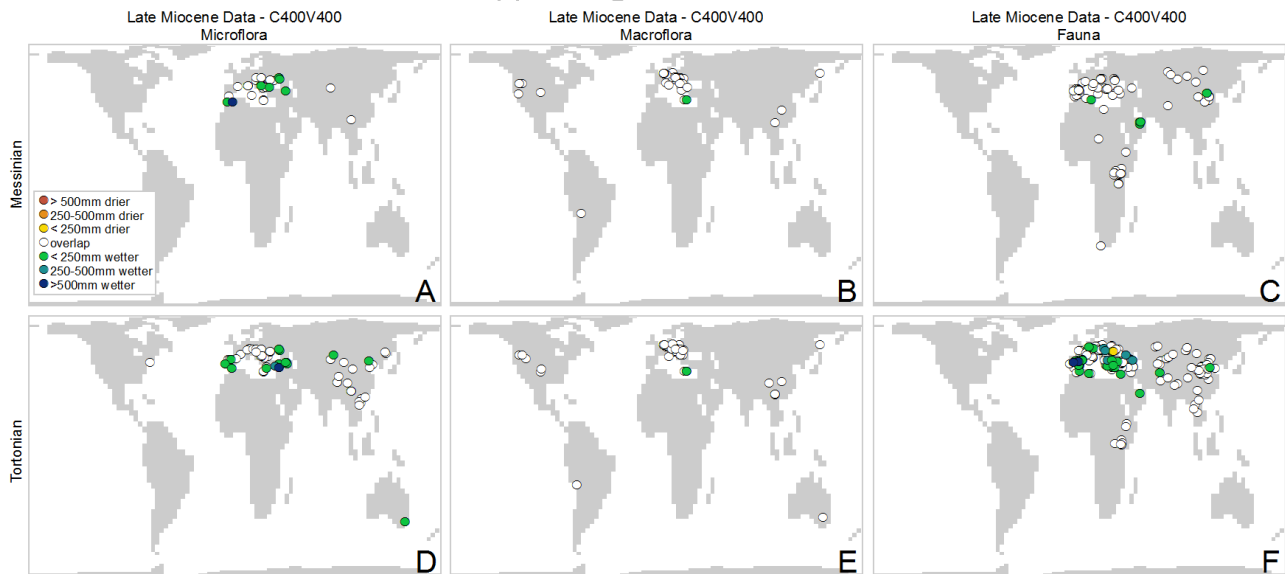 Late Miocene Data - C400V400
Microflora
Late Miocene Data - C400V400
Macroflora
Late Miocene Data - C400V400
Fauna
Messinian
> 500mm drier
250-500mm drier
< 250mm drier
overlap
< 250mm wetter
250-500mm wetter
>500mm wetter
A
B
C
Tortonian
D
E
F